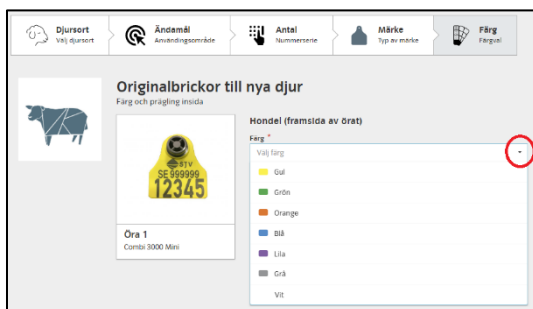 Djursort
Välj djursort
Ändamål
Användningsområde
Antal
Nummerserie
Märke
Typ av märke
Färg
Färgval
Originalbrickor till nya djur
Färg och prägling insida
SJV
SE 999999
12345
Öra 1
Combi 3000 Mini
Hondel (framsida av örat)
Färg *
Välj färg
Gul
Grön
Orange
Blå
Lila
Grå
Vit